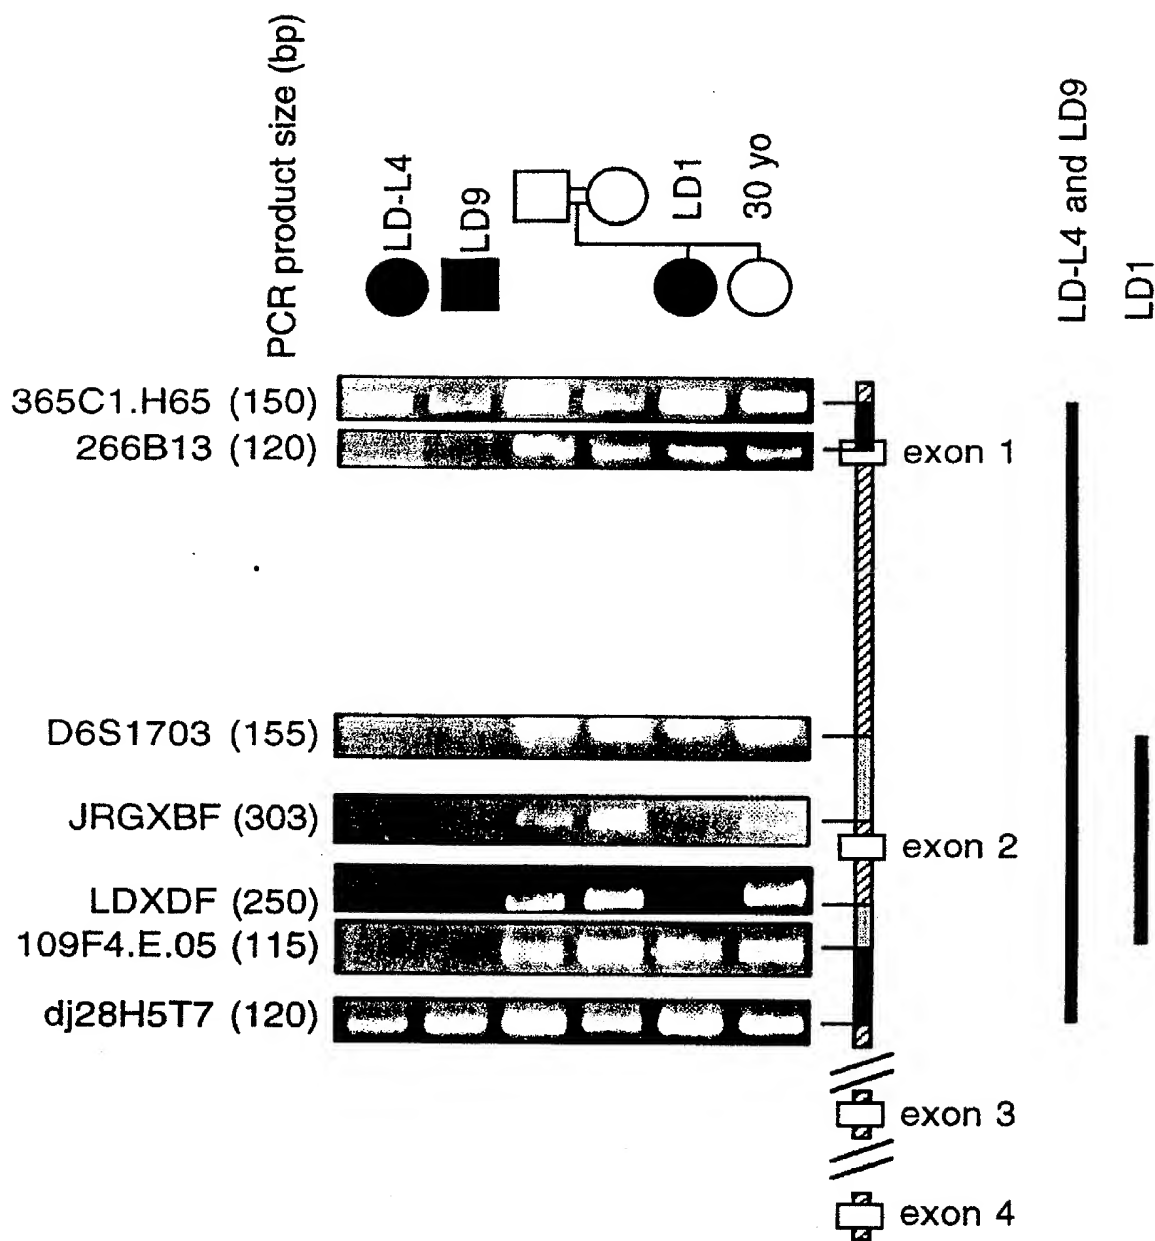 PCR product size (bp)
LD-L4
LD9
LD1
30 yo
LD-L4 and LD9
LD1
365C1.H65 (150)
266B13 (120)
exon 1
D6S1703 (155)
JRGXBF (303)
exon 2
LDXDF (250)
109F4.E.05 (115)
dj28H5T7 (120)
exon 3
exon 4